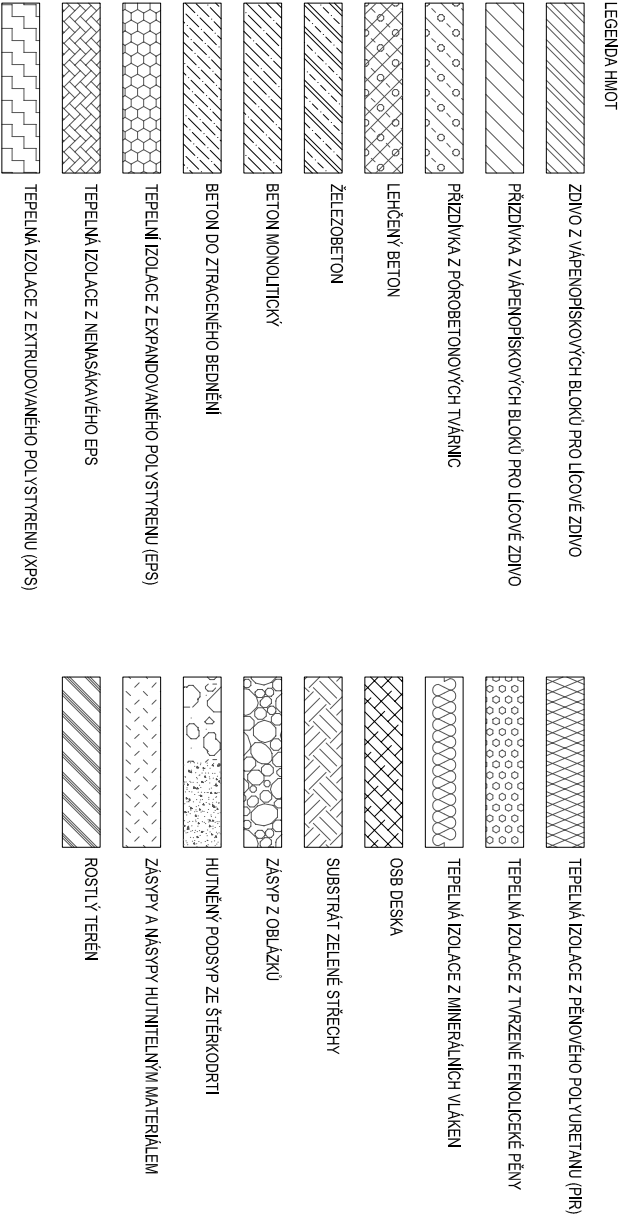 LEGENDA HMOT
ZDIVO Z VÁPENOPÍSKOVÝCH BLOKŮ PRO LÍCOVÉ ZDIVO
PŘIZDÍVKA Z VÁPENOPÍSKOVÝCH BLOKŮ PRO LÍCOVÉ ZDIVO
PŘIZDÍVKA Z PÓROBETONOVÝCH TVÁRNIC
LEHČENÝ BETON
ŽELEZOBETON
BETON MONOLITICKÝ
BETON DO ZTRACENÉHO BEDNĚNÍ
TEPELNÍ IZOLACE Z EXPANDOVANÉHO POLYSTYRENU (EPS)
TEPELNÁ IZOLACE Z NENASÁKAVÉHO EPS
TEPELNÁ IZOLACE Z EXTRUDOVANÉHO POLYSTYRENU (XPS)
TEPELNÁ IZOLACE Z PĚNOVÉHO POLYURETANU (PIR)
TEPELNÁ IZOLACE Z TVRZENÉ FENOLICEKÉ PĚNY
TEPELNÁ IZOLACE Z MINERÁLNÍCH VLÁKEN
OSB DESKA
SUBSTRÁT ZELENÉ STŘECHY
ZÁSYP Z OBLÁZKŮ
HUTNĚNÝ PODSYP ZE ŠTĚRKODRTI
ZÁSYPY A NÁSYPY HUTNITELNÝM MATERIÁLEM
ROSTLÝ TERÉN